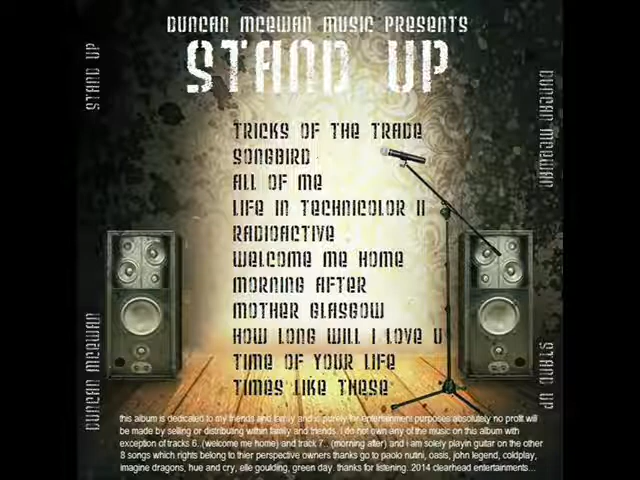 DUNCAN MCEWAN MUSIC PRESENTS
STAND UP
STAND UP
DUNCAN MCEWAN
TRICKS OF THE TRADE
SONGBIRD
ALL OF ME
LIFE IN TECHNICOLOR II
RADIOACTIVE
WELCOME ME HOME
MORNING AFTER
MOTHER GLASGOW
HOW LONG WILL I LOVE U
TIME OF YOUR LIFE
TIMES LIKE THESE
DUNCAN MCEWAN
STAND UP
this album is dedicated to my friends and family and is purely for entertainment purposes absolutely no profit will
be made by selling or distributing within family and friends. i do not own any of the music on this album with
exception of tracks 6..(welcome me home) and track 7.. (morning after) and i am solely playin guitar on the other
8 songs which rights belong to thier perspective owners thanks go to paolo nutini, oasis, john legend, coldplay,
imagine dragons, hue and cry, elle goulding, green day. thanks for listening..2014 clearhead entertainments...